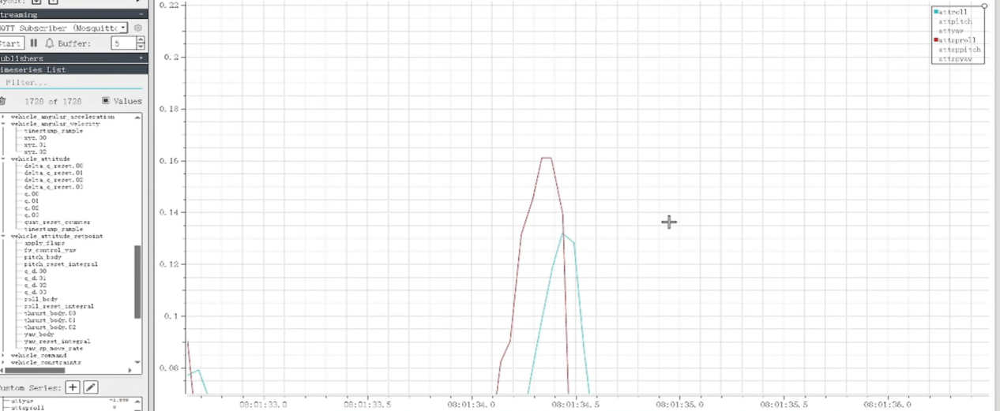 ayout:
treaming
QTT Subscriber (Mosquitt
tart
Buffer:
5
ublishers
imeseries List
Filter...
1728 of 1728
Values
vehicle_angular_acceleration
vehicle_angular_velocity
timestamp_sample
xyz.00
xyz.01
xyz.02
vehicle_attitude
delta_q_reset.00
delta_q_reset.01
delta_q_reset.02
delta_q_reset.03
q.00
q.01
q.02
q.03
quat_reset_counter
timestamp_sample
vehicle_attitude_setpoint
apply_flaps
fw_control_yaw
pitch_body
pitch_reset_integral
q_d.00
q_d.01
q_d.02
q_d.03
roll_body
roll_reset_integral
thrust_body.00
thrust_body.01
thrust_body.02
yaw_body
yaw_reset_integral
yaw_sp_move_rate
vehicle_command
vehicle_constraints
ustom Series:
attyaw
attsproll
0
0.22
0.2
0.18
0.16
0.14
0.12
0.1
0.08
08:01:33.0
08:01:33.5
08:01:34.0
08:01:34.5
08:01:35.0
08:01:35.5
08:01:36.0
attroll
attpitch
attyaw
attsproll
attsppitch
attspyaw